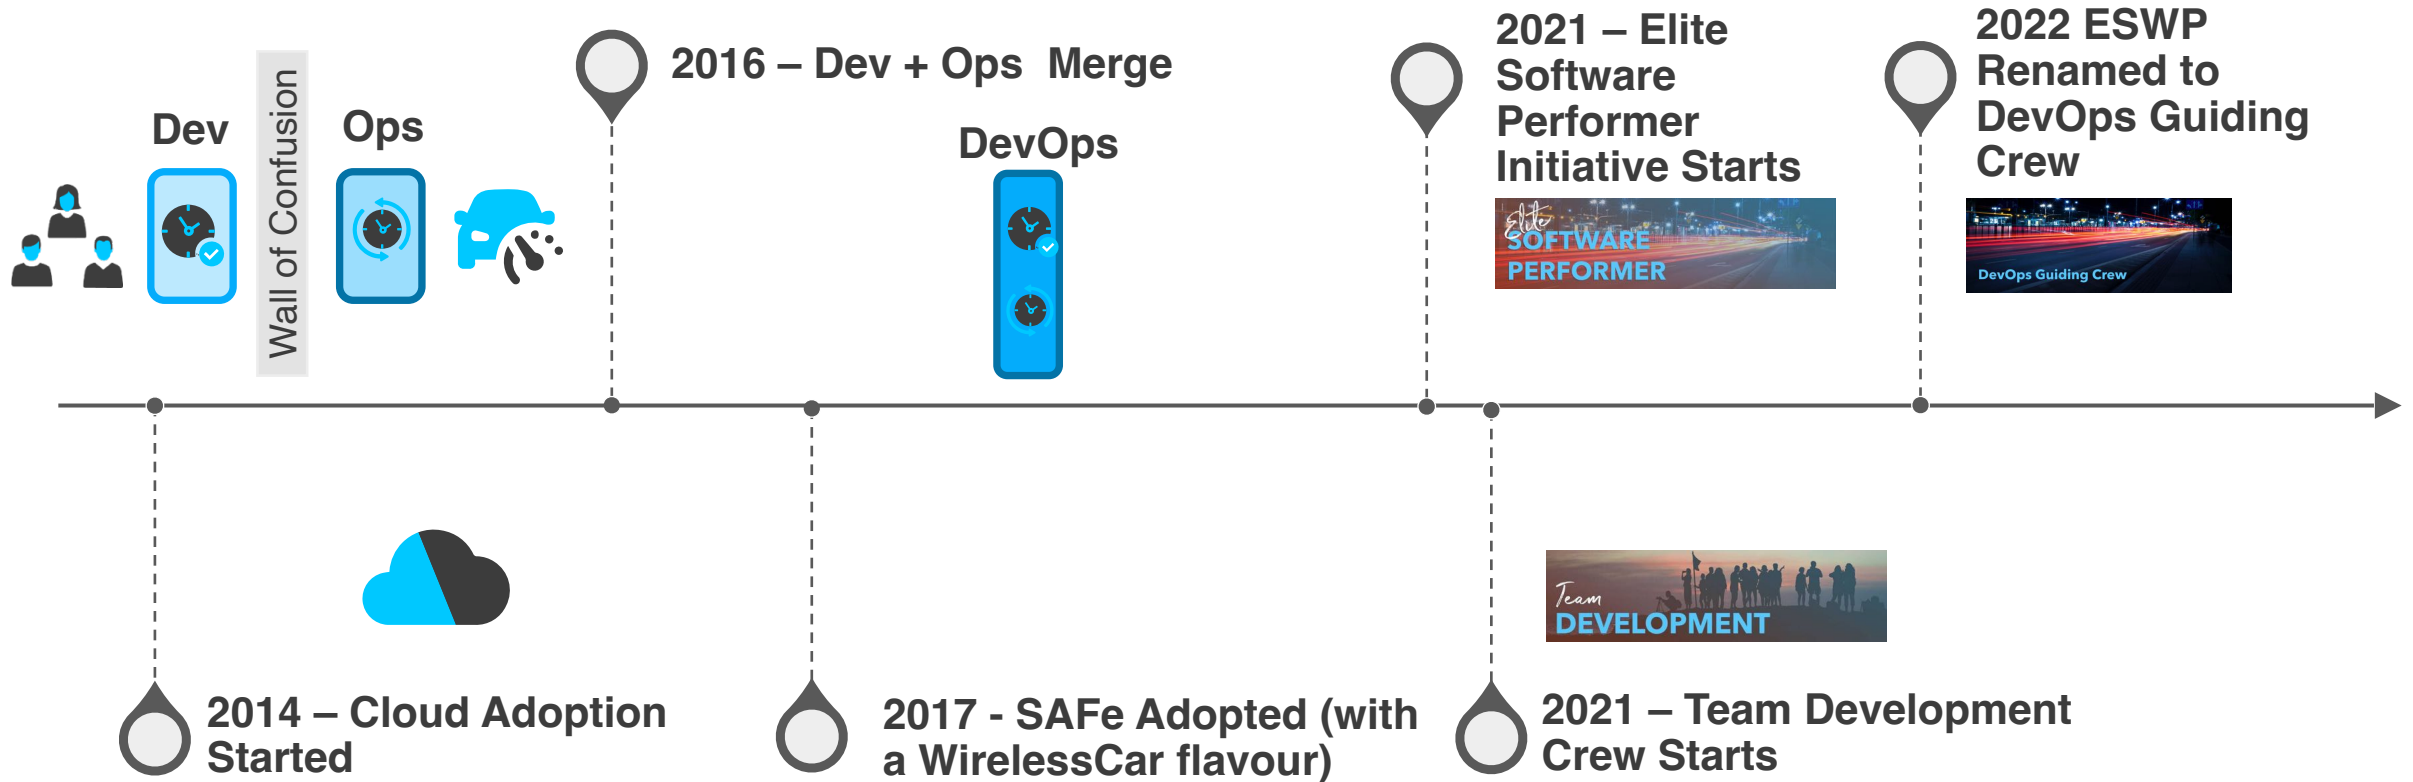 Dev
Wall of Confusion
Ops
2016 – Dev + Ops  Merge
DevOps
2021 – Elite
Software
Performer
Initiative Starts
Elite
SOFTWARE
PERFORMER
2022 ESWP
Renamed to
DevOps Guiding
Crew
DevOps Guiding Crew
2014 – Cloud Adoption
Started
2017 - SAFe Adopted (with
a WirelessCar flavour)
Team
DEVELOPMENT
2021 – Team Development
Crew Starts